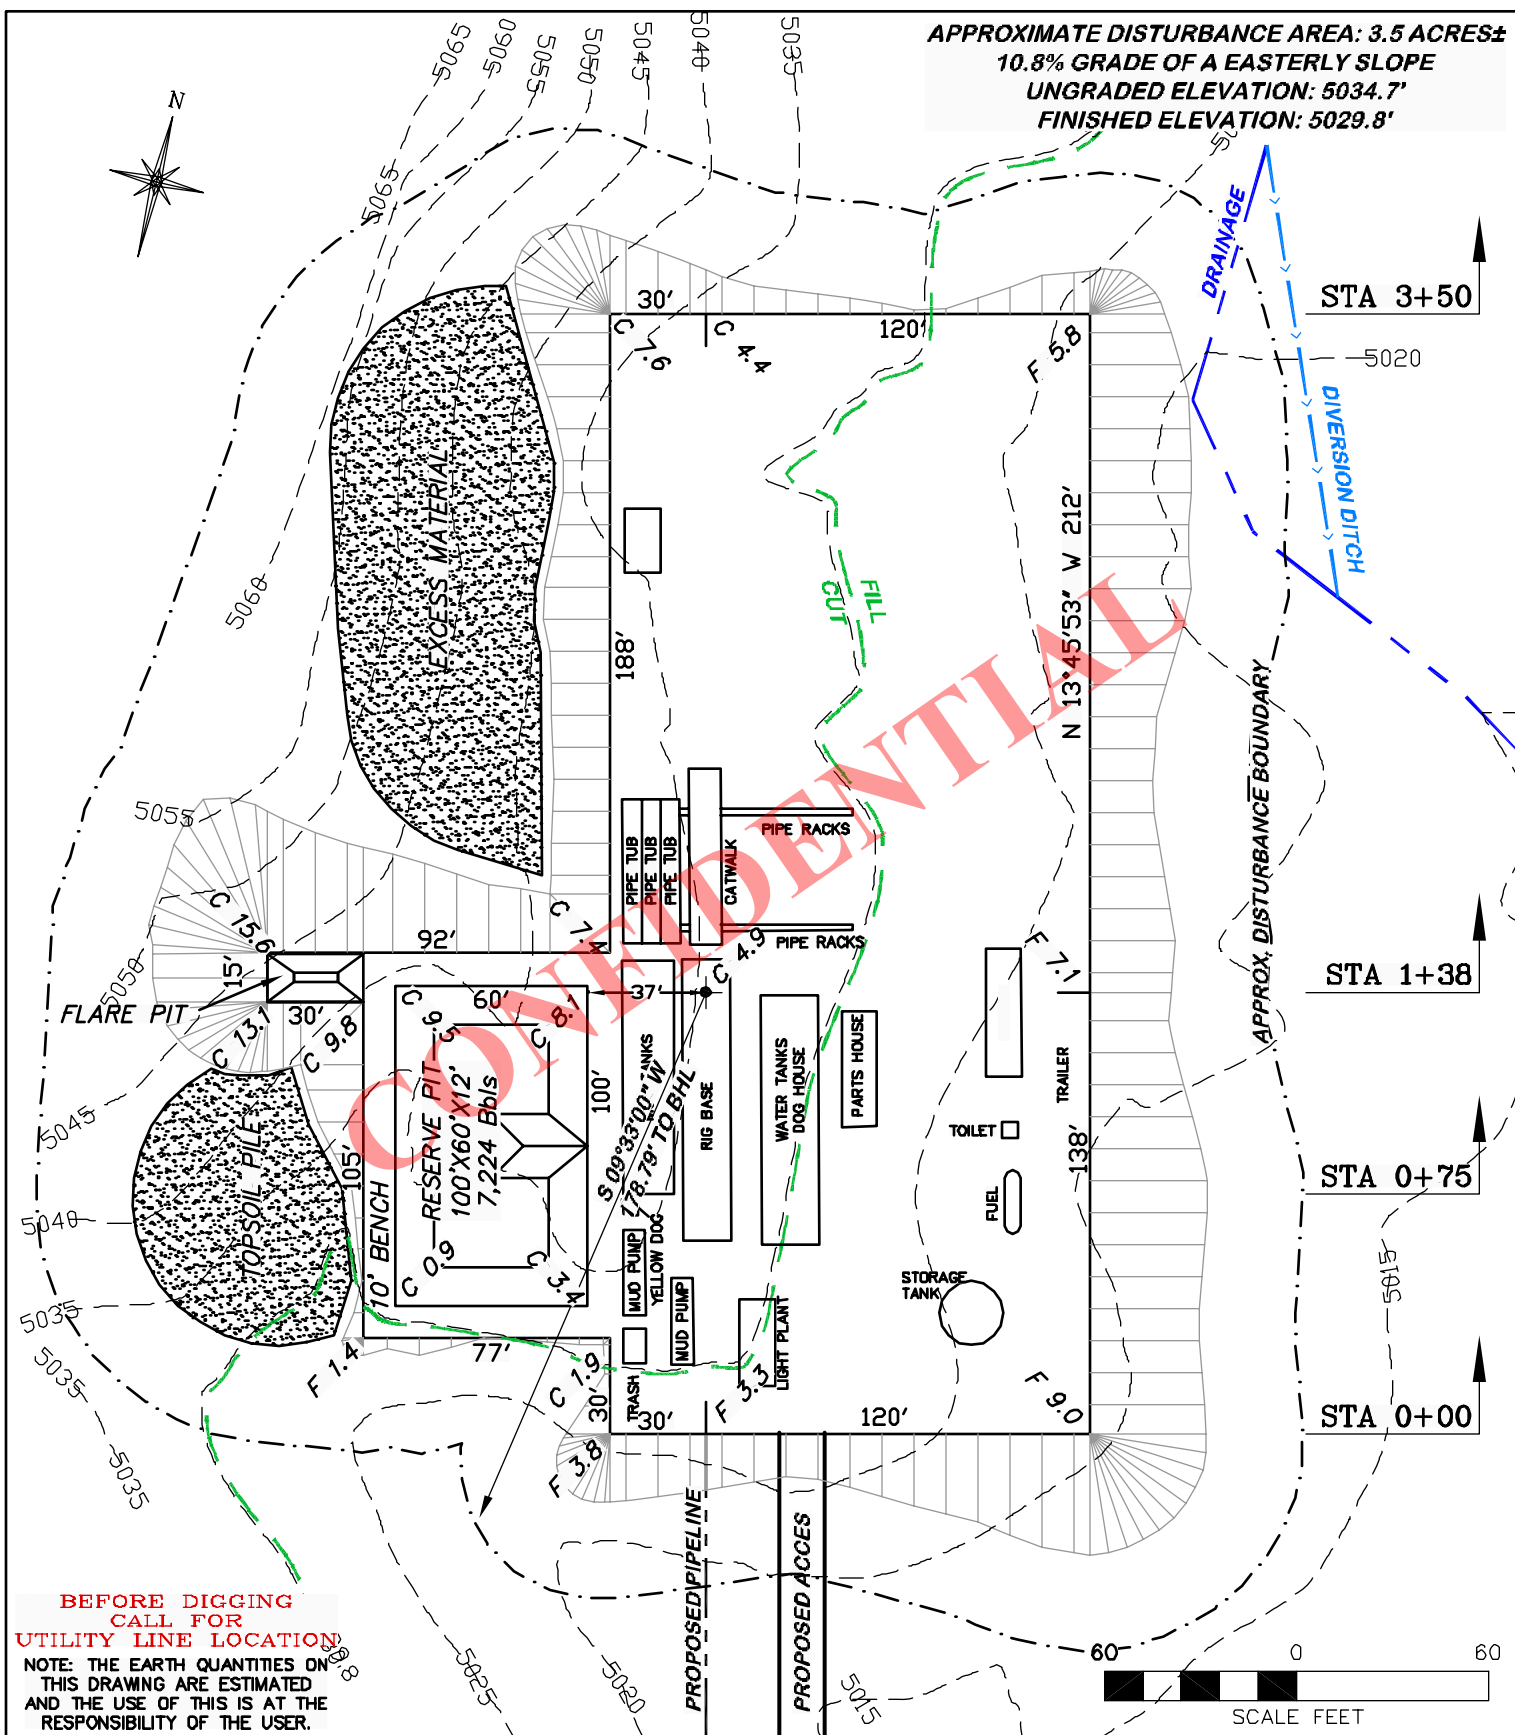 APPROXIMATE DISTURBANCE AREA: 3.5 ACRES±
10.8% GRADE OF A EASTERLY SLOPE
UNGRADED ELEVATION: 5034.7'
FINISHED ELEVATION: 5029.8'
5065
5060
5055
5050
5045
5040
5035
N
5065
DRAINAGE
STA 3+50
30'
120'
C 7.6
C 4.4
F 5.8
5020
DIVERSION DITCH
EXCESS MATERIAL
N 13°45'53" W 212'
FILL
CUT
5060
188'
CONFIDENTIAL
APPROX. DISTURBANCE BOUNDARY
5055
PIPE TUB
PIPE TUB
PIPE TUB
CATWALK
PIPE RACKS
PIPE RACKS
C 15.6
C 7.4
C 4.9
F 7.1
92'
15'
5050
STA 1+38
FLARE PIT
30'
60'
37'
C 13.1
C 9.8
C 9.5
C 8.1
TANKS
S 09°33'00" W
178.79' TO BHL
RIG BASE
WATER TANKS
DOG HOUSE
PARTS HOUSE
TRAILER
5045
TOPSOIL PILE
105'
10' BENCH
RESERVE PIT
100'X60'X12'
7,224 Bbls
100'
TOILET
138'
STA 0+75
5040
FUEL
MUD PUMP
YELLOW DOG
MUD PUMP
C 0.9
C 3.4
STORAGE
TANK
5015
5035
5035
77'
F 1.4
C 1.9
TRASH
LIGHT PLANT
30'
30'
F 3.3
120'
F 9.0
STA 0+00
F 3.8
5035
PROPOSED PIPELINE
PROPOSED ACCES
BEFORE DIGGING
CALL FOR
UTILITY LINE LOCATION
NOTE: THE EARTH QUANTITIES ON
THIS DRAWING ARE ESTIMATED
AND THE USE OF THIS IS AT THE
RESPONSIBILITY OF THE USER.
5025
5020
5015
60 0 60
SCALE FEET